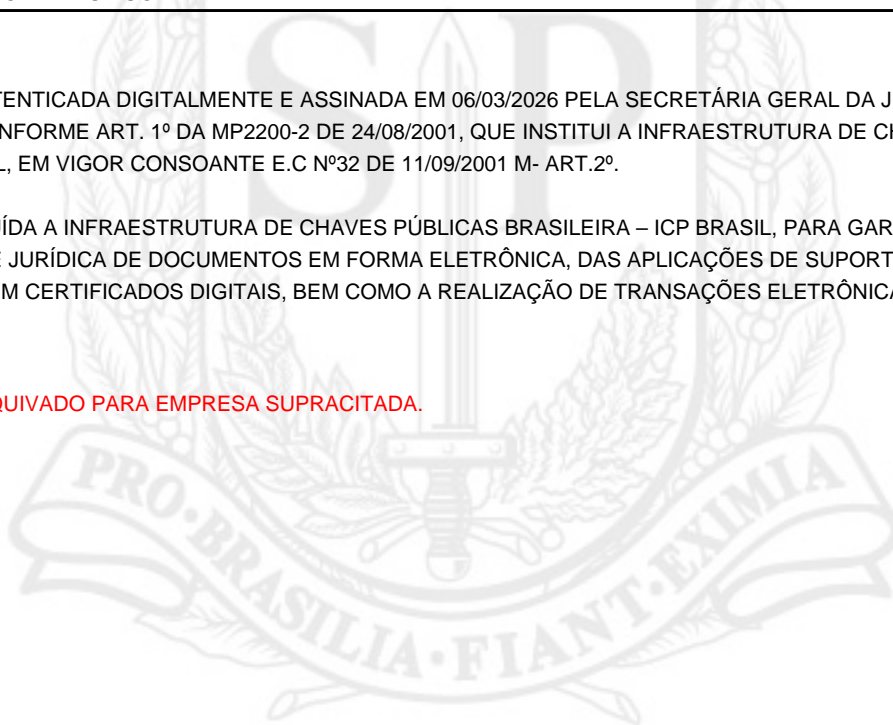 TENTICADA DIGITALMENTE E ASSINADA EM 06/03/2026 PELA SECRETÁRIA GERAL DA J
NFORME ART. 1º DA MP2200-2 DE 24/08/2001, QUE INSTITUI A INFRAESTRUTURA DE CH
L, EM VIGOR CONSOANTE E.C Nº32 DE 11/09/2001 M- ART.2º.
ÍDA A INFRAESTRUTURA DE CHAVES PÚBLICAS BRASILEIRA – ICP BRASIL, PARA GAR
E JURÍDICA DE DOCUMENTOS EM FORMA ELETRÔNICA, DAS APLICAÇÕES DE SUPORT
M CERTIFICADOS DIGITAIS, BEM COMO A REALIZAÇÃO DE TRANSAÇÕES ELETRÔNICA
QUIVADO PARA EMPRESA SUPRACITADA.
SP
PRO·BRASILIA·FIANT·EXIMIA